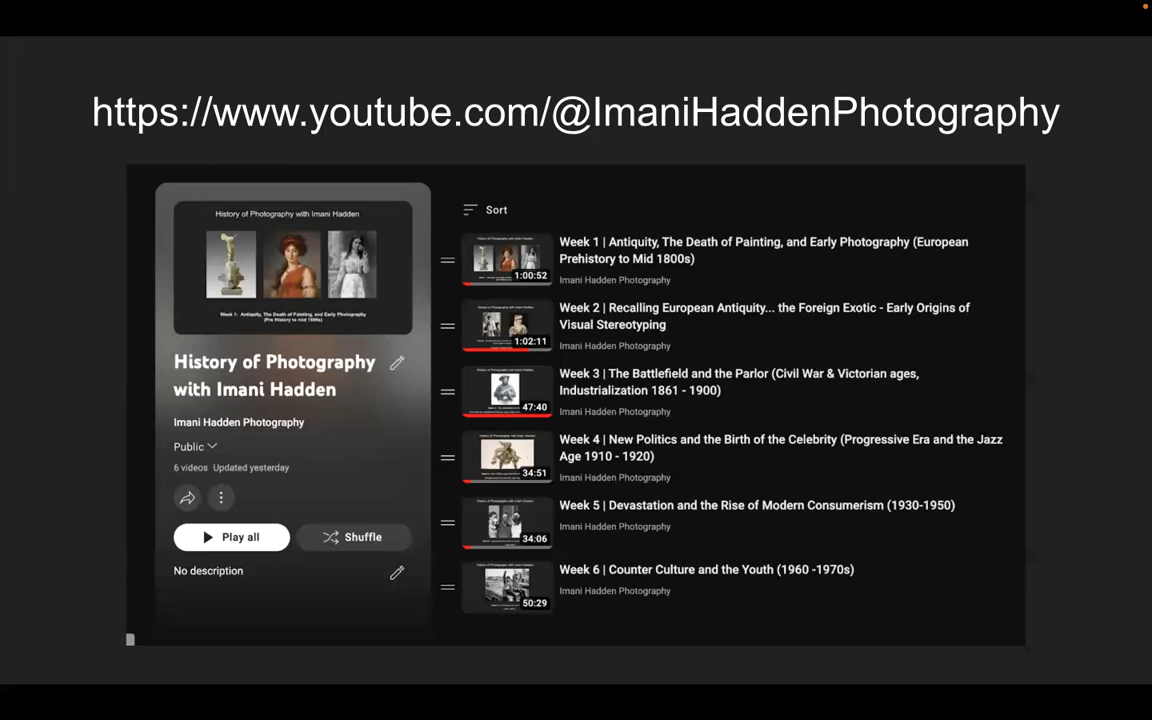 https://www.youtube.com/@ImaniHaddenPhotography
History of Photography with Imani Hadden
Week 1: Antiquity, The Death of Painting, and Early Photography
(Pre History to mid 1800s)
History of Photography
with Imani Hadden
Imani Hadden Photography
Public
6 videos Updated yesterday
Play all
Shuffle
No description
Sort
1:00:52
Week 1 | Antiquity, The Death of Painting, and Early Photography (European
Prehistory to Mid 1800s)
Imani Hadden Photography
1:02:11
Week 2 | Recalling European Antiquity... the Foreign Exotic - Early Origins of
Visual Stereotyping
Imani Hadden Photography
47:40
Week 3 | The Battlefield and the Parlor (Civil War & Victorian ages,
Industrialization 1861 - 1900)
Imani Hadden Photography
34:51
Week 4 | New Politics and the Birth of the Celebrity (Progressive Era and the Jazz
Age 1910 - 1920)
Imani Hadden Photography
34:06
Week 5 | Devastation and the Rise of Modern Consumerism (1930-1950)
Imani Hadden Photography
50:29
Week 6 | Counter Culture and the Youth (1960 -1970s)
Imani Hadden Photography